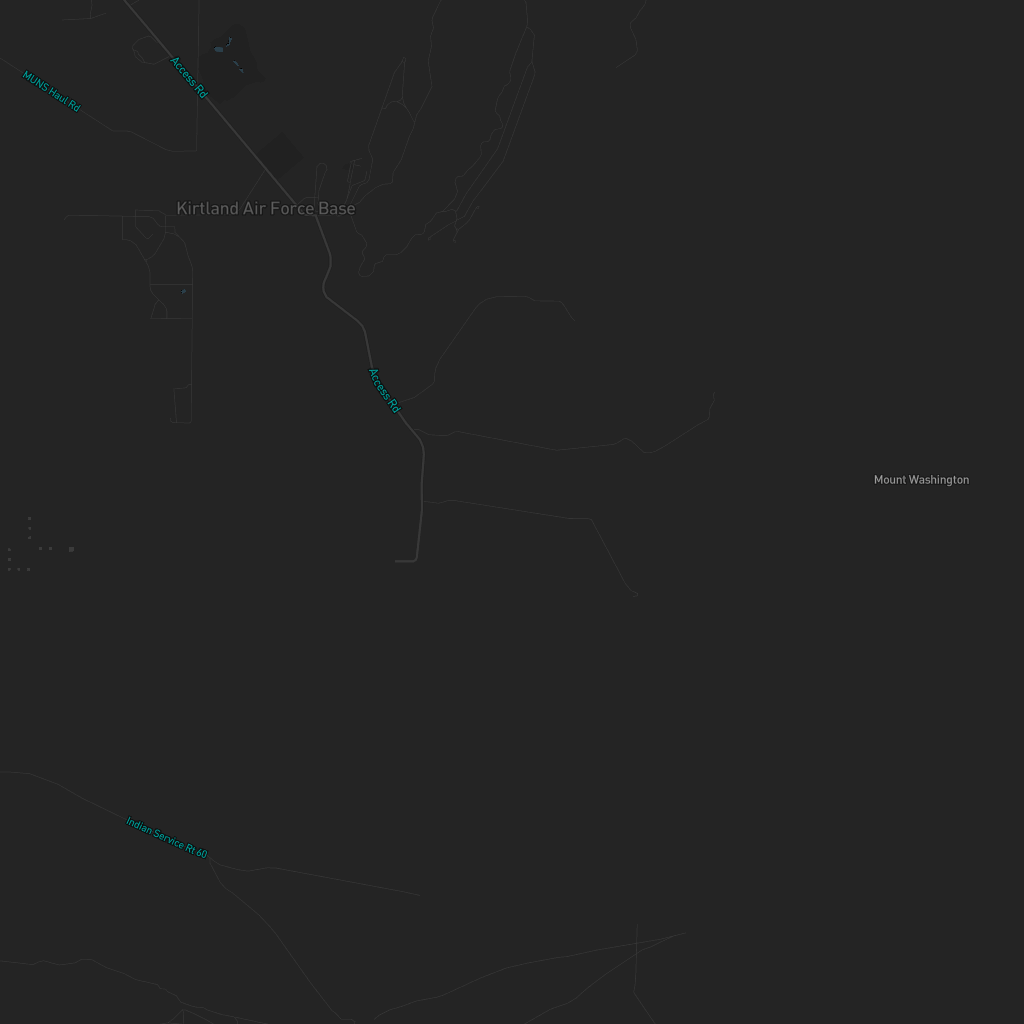 Access Rd
MUNS Haul Rd
Kirtland Air Force Base
Access Rd
Mount Washington
Indian Service Rt 60